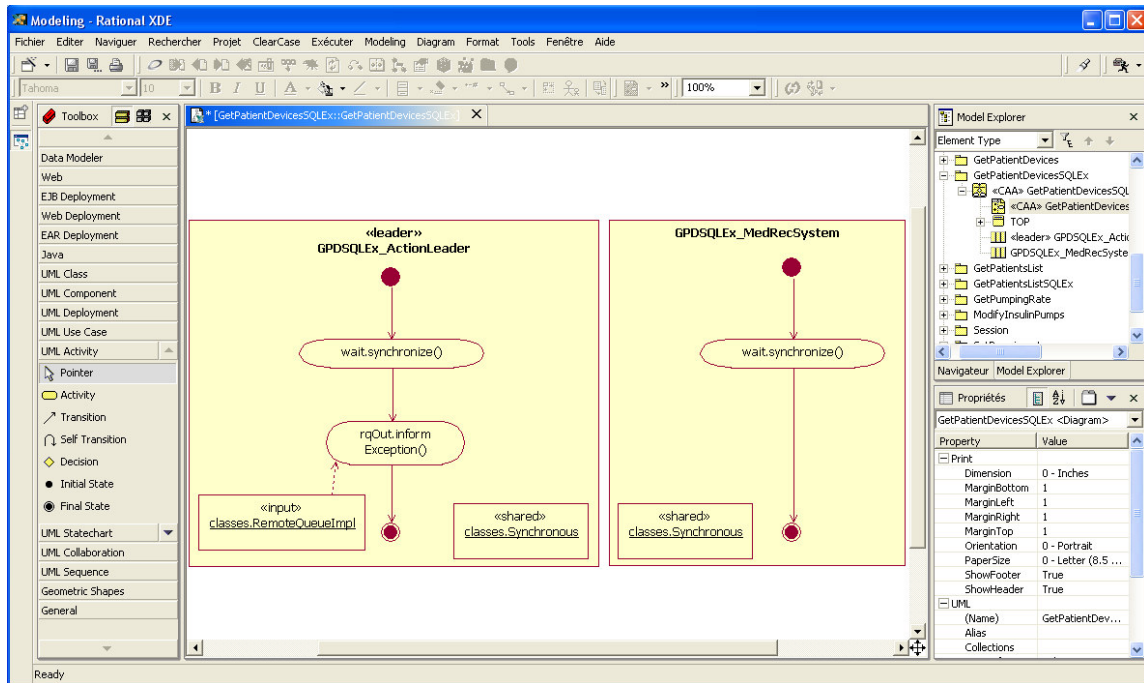 Modeling - Rational XDE
Fichier Editer Naviguer Rechercher Projet ClearCase Exécuter Modeling Diagram Format Tools Fenêtre Aide
Tahoma 10 B I U A » 100%
Toolbox
Data Modeler
Web
EJB Deployment
Web Deployment
EAR Deployment
Java
UML Class
UML Component
UML Deployment
UML Use Case
UML Activity
Pointer
Activity
Transition
Self Transition
Decision
Initial State
Final State
UML Statechart
UML Collaboration
UML Sequence
Geometric Shapes
General
* [GetPatientDevicesSQLEx::GetPatientDevicesSQLEx]
«leader»
GPDSQLEx_ActionLeader
wait.synchronize()
rqOut.inform
Exception()
«input»
classes.RemoteQueueImpl
«shared»
classes.Synchronous
GPDSQLEx_MedRecSystem
wait.synchronize()
«shared»
classes.Synchronous
Model Explorer
Element Type
GetPatientDevices
GetPatientDevicesSQLEx
«CAA» GetPatientDevicesSQL
«CAA» GetPatientDevices
TOP
«leader» GPDSQLEx_Actic
GPDSQLEx_MedRecSyste
GetPatientsList
GetPatientsListSQLEx
GetPumpingRate
ModifyInsulinPumps
Session
Navigateur Model Explorer
Propriétés
GetPatientDevicesSQLEx <Diagram>
Property Value
Print
Dimension 0 - Inches
MarginBottom 1
MarginLeft 1
MarginRight 1
MarginTop 1
Orientation 0 - Portrait
PaperSize 0 - Letter (8.5 ...
ShowFooter True
ShowHeader True
UML
(Name) GetPatientDev...
Alias
Collections
Ready